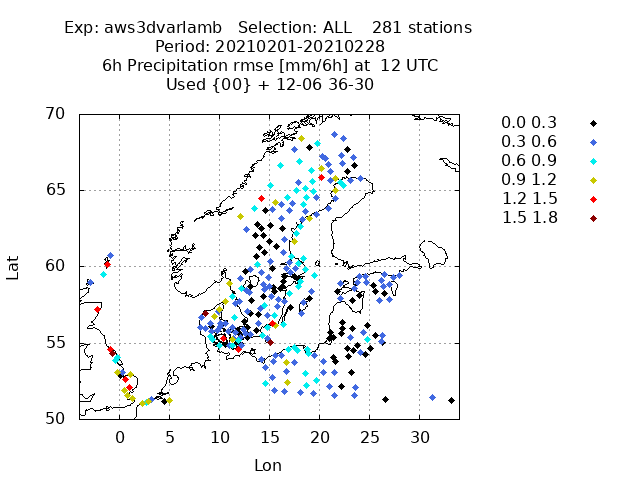 Exp: aws3dvarlamb   Selection: ALL    281 stations
Period: 20210201-20210228
6h Precipitation rmse [mm/6h] at  12 UTC
Used {00} + 12-06 36-30
70
65
60
55
50
Lat
0 5 10 15 20 25 30
Lon
0.0 0.3
0.3 0.6
0.6 0.9
0.9 1.2
1.2 1.5
1.5 1.8